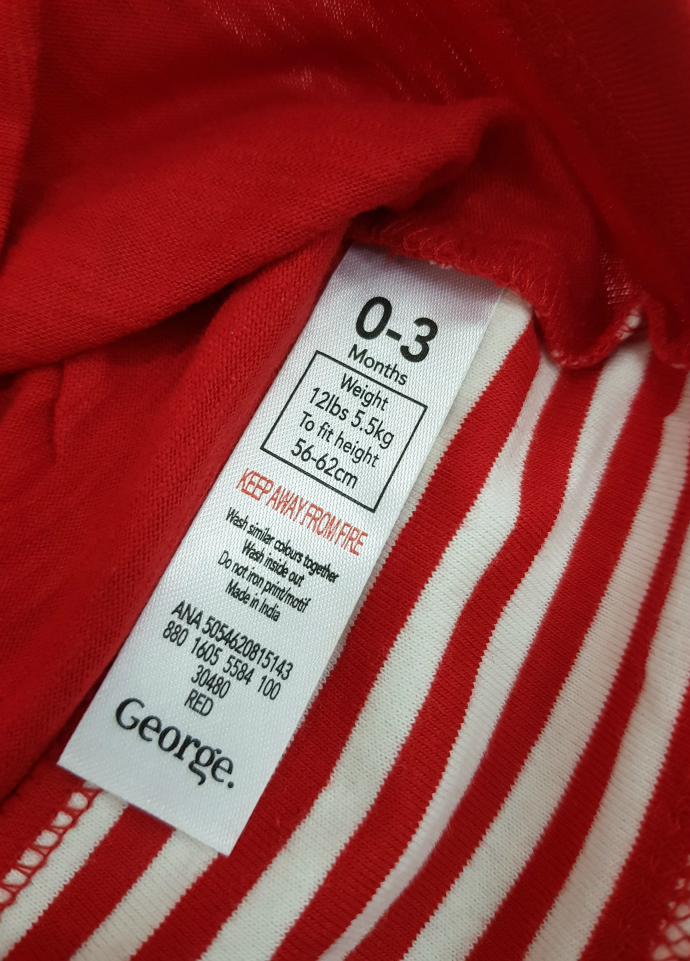 0-3
Months
Weight
12lbs 5.5kg
To fit height
56-62cm
KEEP AWAY FROM FIRE
Wash similar colours together
Wash inside out
Do not iron print/motif
Made in India
ANA 5054620815143
880 1605 5584 100
30480
RED
George.